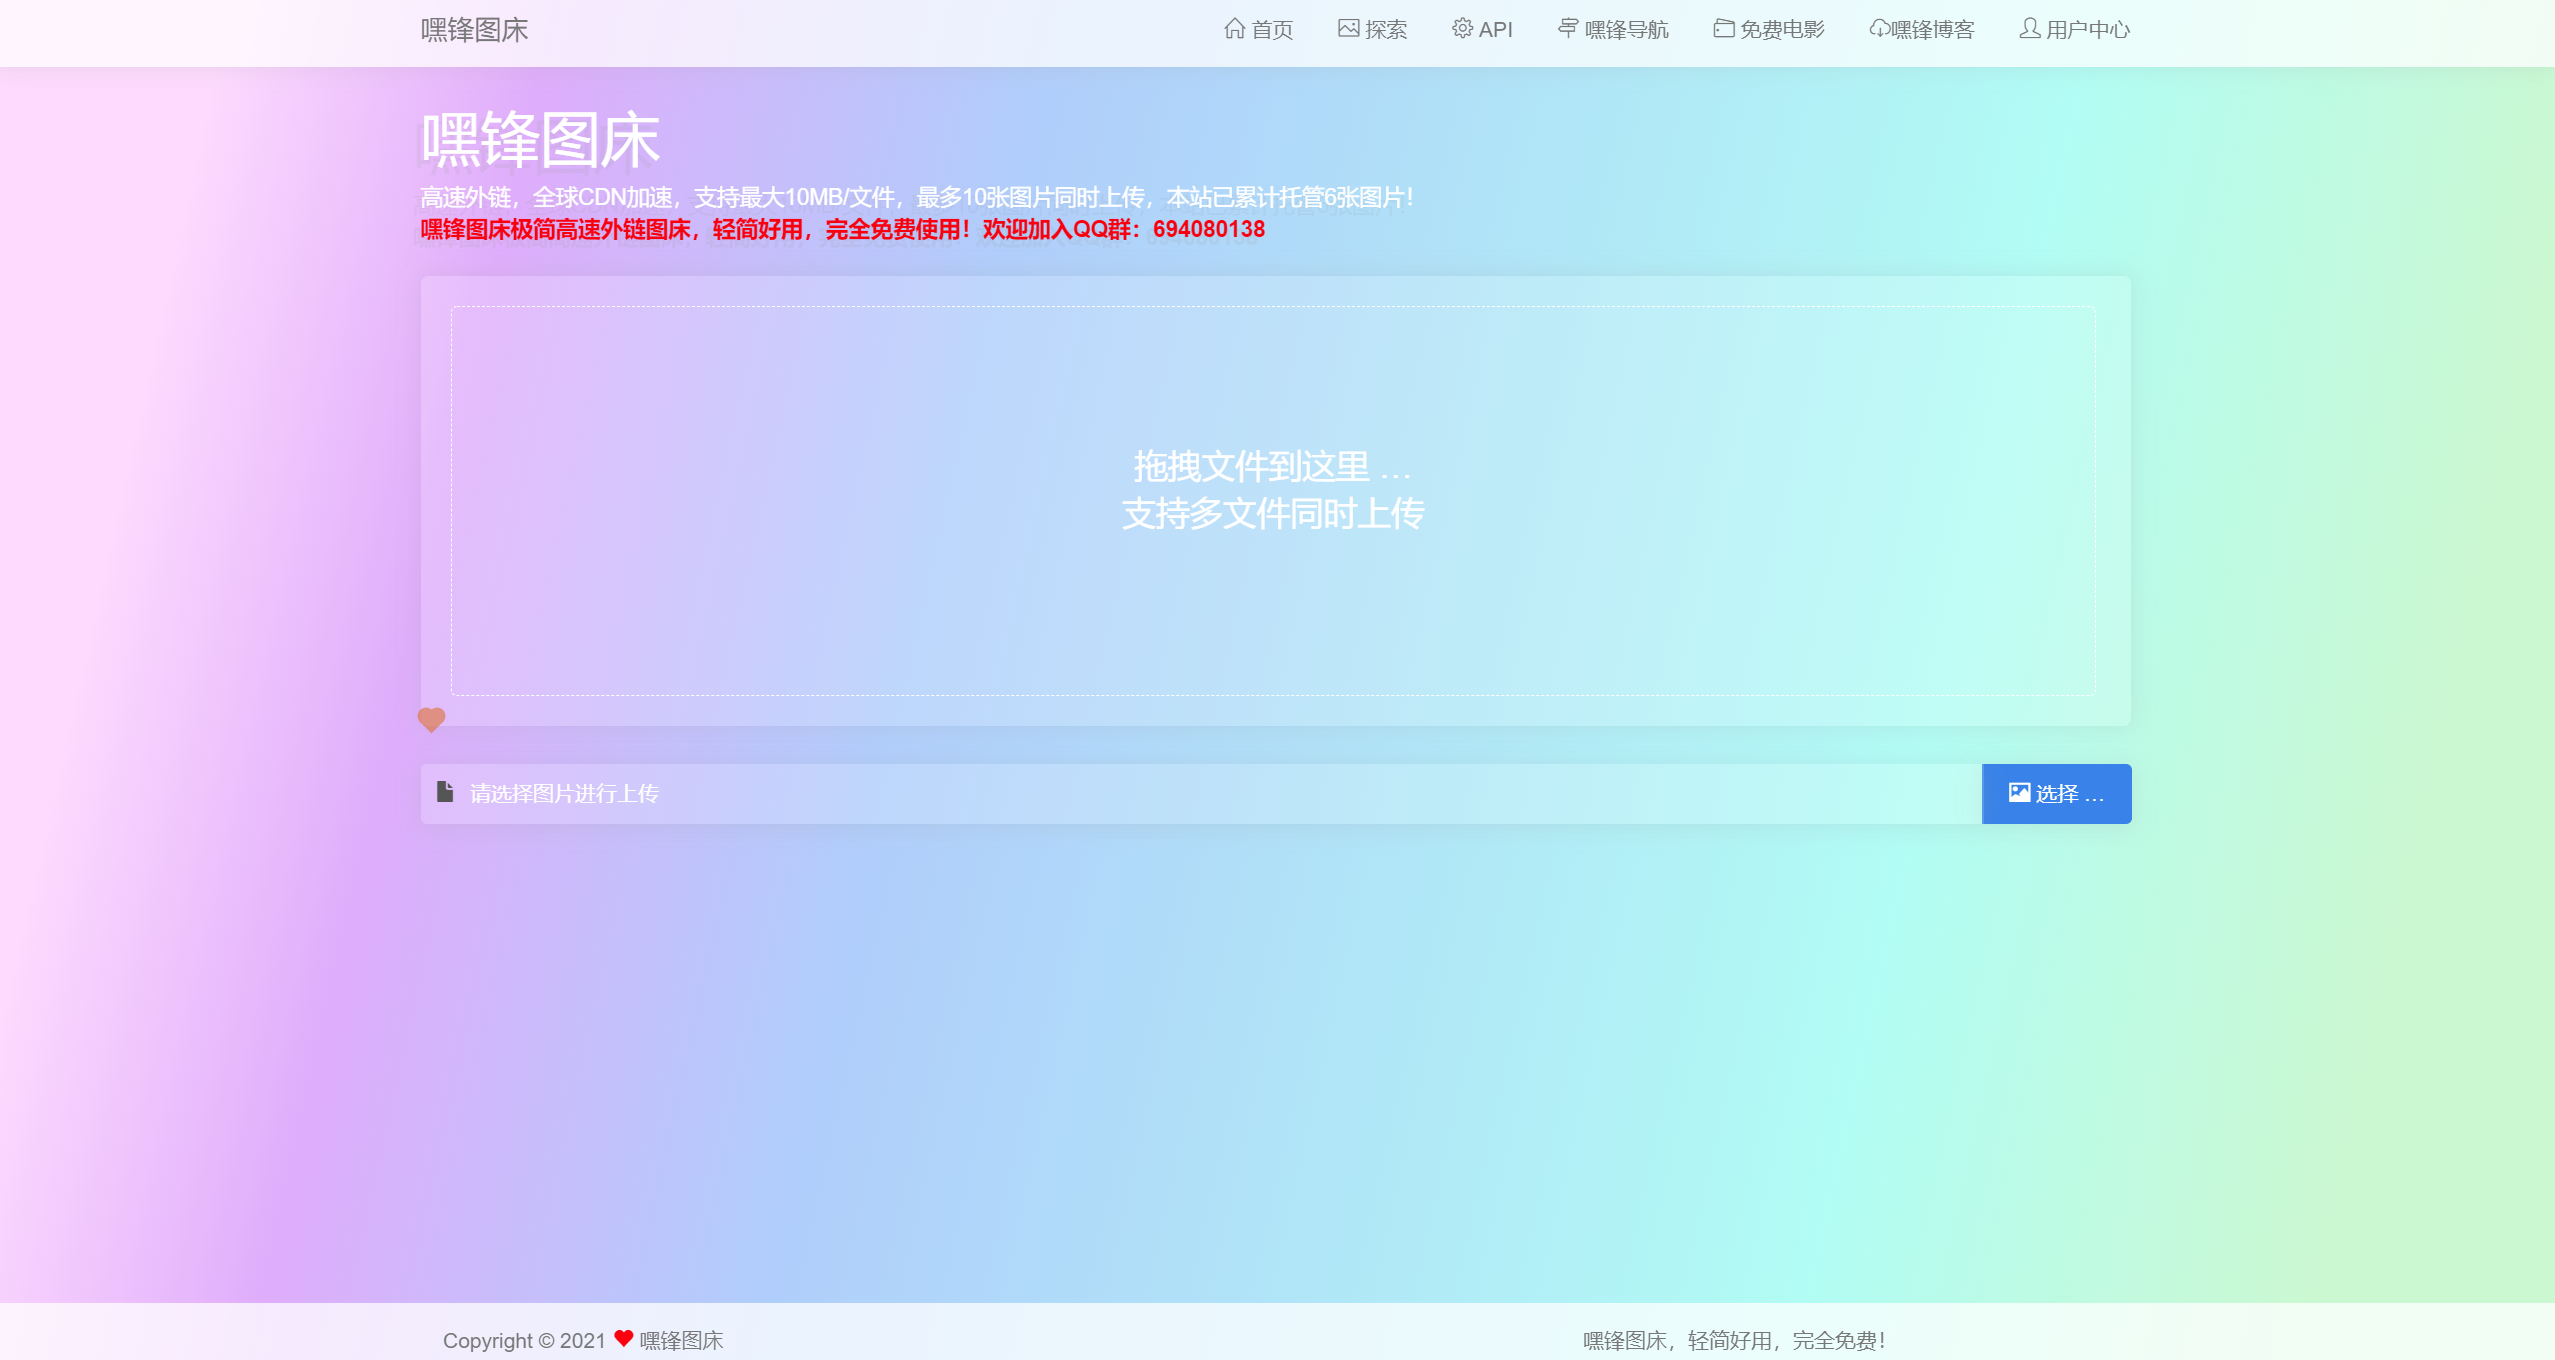 嘿锋图床
首页 探索 API 嘿锋导航 免费电影 嘿锋博客 用户中心
嘿锋图床
高速外链，全球CDN加速，支持最大10MB/文件，最多10张图片同时上传，本站已累计托管6张图片！
嘿锋图床极简高速外链图床，轻简好用，完全免费使用！欢迎加入QQ群：694080138
拖拽文件到这里 …
支持多文件同时上传
请选择图片进行上传
选择 …
Copyright © 2021 ❤ 嘿锋图床
嘿锋图床，轻简好用，完全免费！